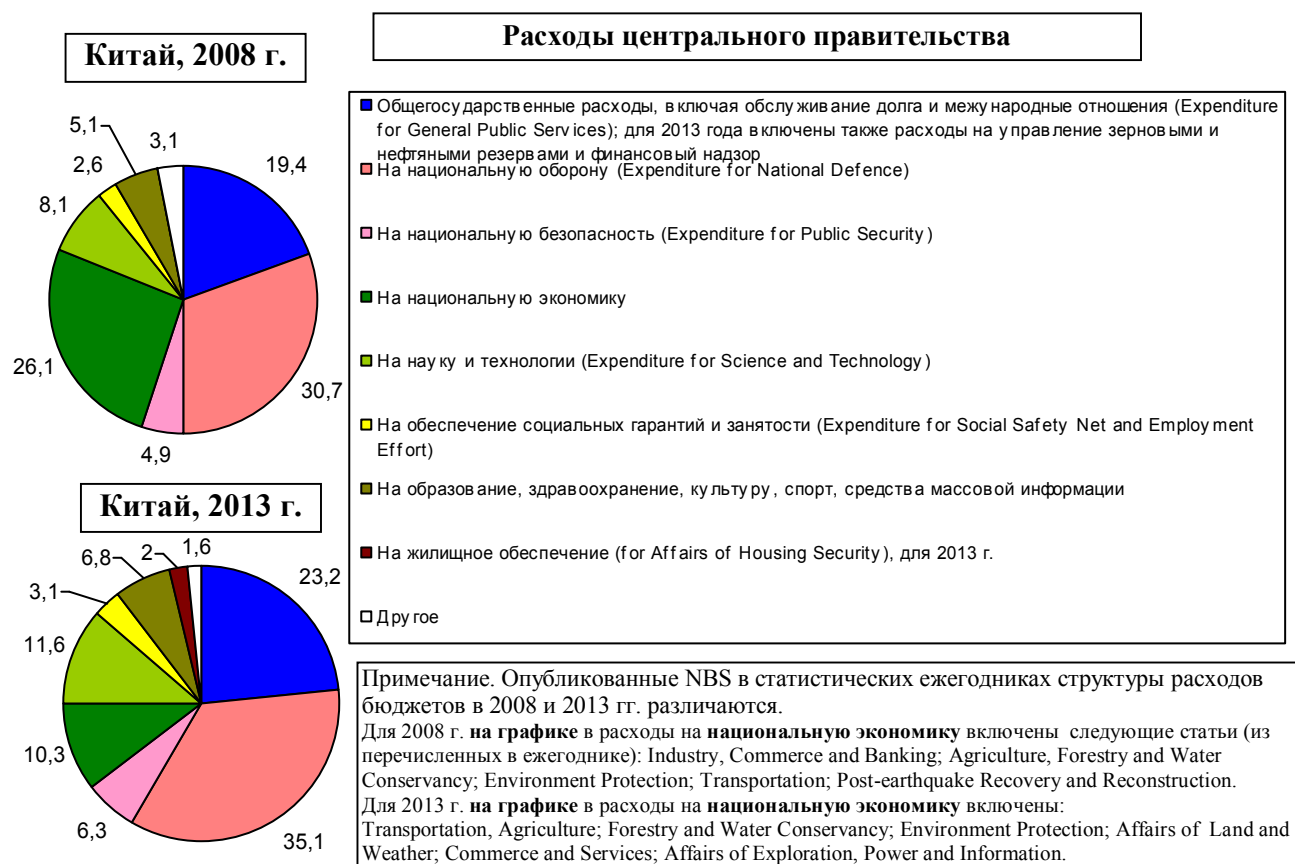 Расходы центрального правительства
Китай, 2008 г.
5,1
3,1
2,6
19,4
8,1
26,1
30,7
4,9
Китай, 2013 г.
6,8
2
1,6
23,2
3,1
11,6
10,3
6,3
35,1
Общегосударственные расходы, включая обслуживание долга и межународные отношения (Expenditure
for General Public Services); для 2013 года включены также расходы на управление зерновыми и
нефтяными резервами и финансовый надзор
На национальную оборону (Expenditure for National Defence)
На национальную безопасность (Expenditure for Public Security)
На национальную экономику
На науку и технологии (Expenditure for Science and Technology)
На обеспечение социальных гарантий и занятости (Expenditure for Social Safety Net and Employment
Effort)
На образование, здравоохранение, культуру, спорт, средства массовой информации
На жилищное обеспечение (for Affairs of Housing Security), для 2013 г.
Другое
Примечание. Опубликованные NBS в статистических ежегодниках структуры расходов
бюджетов в 2008 и 2013 гг. различаются.
Для 2008 г. на графике в расходы на национальную экономику включены следующие статьи (из
перечисленных в ежегоднике): Industry, Commerce and Banking; Agriculture, Forestry and Water
Conservancy; Environment Protection; Transportation; Post-earthquake Recovery and Reconstruction.
Для 2013 г. на графике в расходы на национальную экономику включены:
Transportation, Agriculture; Forestry and Water Conservancy; Environment Protection; Affairs of Land and
Weather; Commerce and Services; Affairs of Exploration, Power and Information.